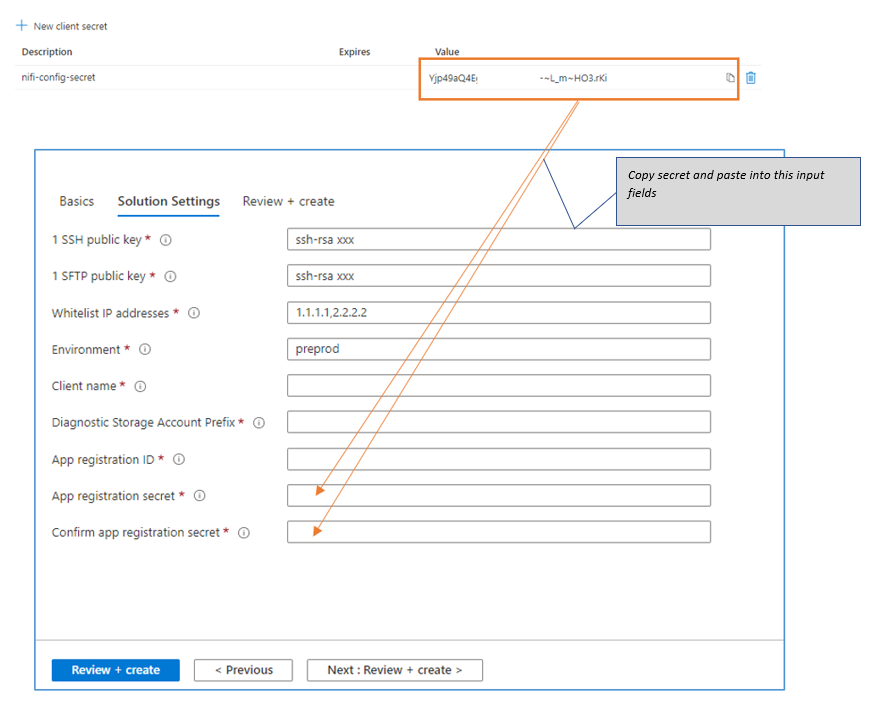 + New client secret
Description Expires Value
nifi-config-secret Yjp49aQ4E -~L_m~HO3.rKi
Copy secret and paste into this input
fields
Basics Solution Settings Review + create
1 SSH public key * ssh-rsa xxx
1 SFTP public key * ssh-rsa xxx
Whitelist IP addresses * 1.1.1.1,2.2.2.2
Environment * preprod
Client name *
Diagnostic Storage Account Prefix *
App registration ID *
App registration secret *
Confirm app registration secret *
Review + create < Previous Next : Review + create >